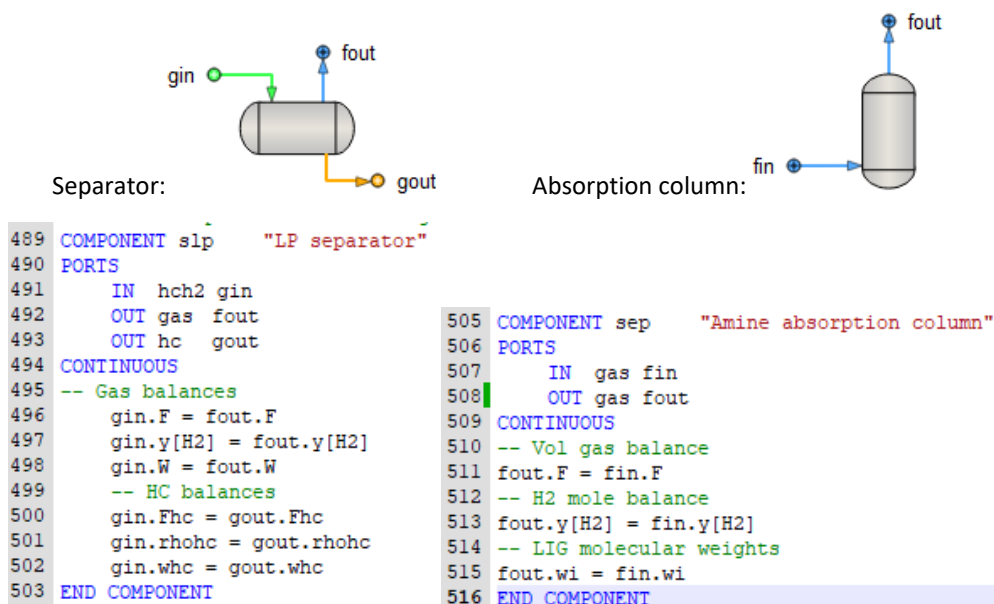 fout
gin
gout
Separator:
fout
fin
Absorption column:
489 COMPONENT slp "LP separator"
490 PORTS
491 IN hch2 gin
492 OUT gas fout
493 OUT hc gout
494 CONTINUOUS
495 -- Gas balances
496 gin.F = fout.F
497 gin.y[H2] = fout.y[H2]
498 gin.W = fout.W
499 -- HC balances
500 gin.Fhc = gout.Fhc
501 gin.rhohc = gout.rhohc
502 gin.whc = gout.whc
503 END COMPONENT
505 COMPONENT sep "Amine absorption column"
506 PORTS
507 IN gas fin
508 OUT gas fout
509 CONTINUOUS
510 -- Vol gas balance
511 fout.F = fin.F
512 -- H2 mole balance
513 fout.y[H2] = fin.y[H2]
514 -- LIG molecular weights
515 fout.wi = fin.wi
516 END COMPONENT